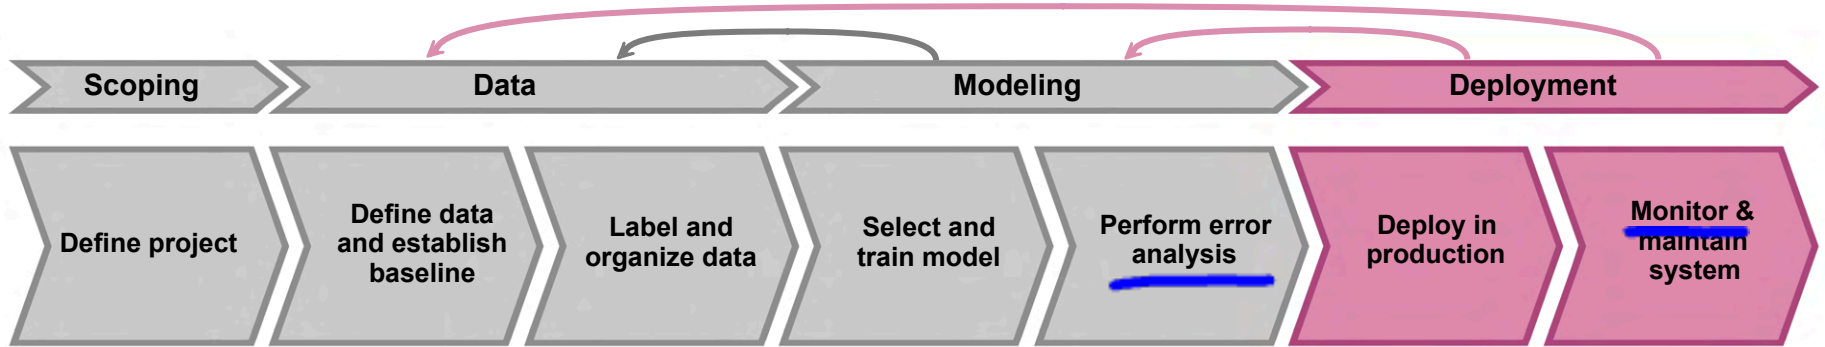 Scoping
Data
Modeling
Deployment
Define project
Define data
and establish
baseline
Label and
organize data
Select and
train model
Perform error
analysis
Deploy in
production
Monitor &
maintain
system